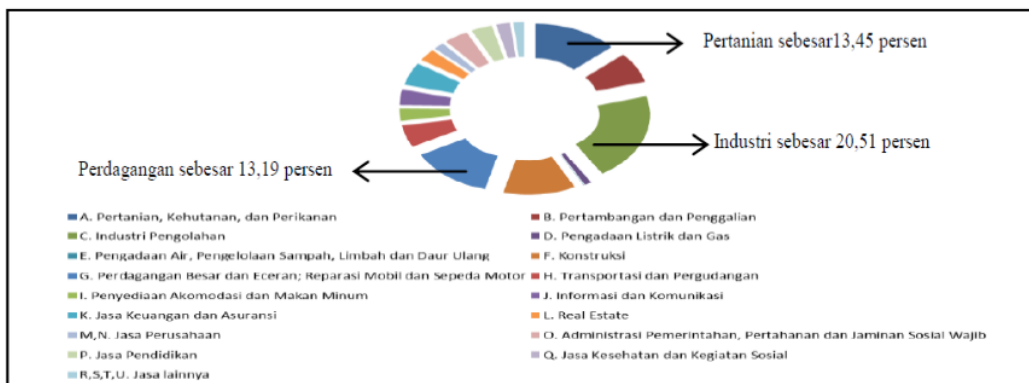 Pertanian sebesar13,45 persen
Industri sebesar 20,51 persen
Perdagangan sebesar 13,19 persen
A. Pertanian, Kehutanan, dan Perikanan
B. Pertambangan dan Penggalian
C. Industri Pengolahan
D. Pengadaan Listrik dan Gas
E. Pengadaan Air, Pengelolaan Sampah, Limbah dan Daur Ulang
F. Konstruksi
G. Perdagangan Besar dan Eceran; Reparasi Mobil dan Sepeda Motor
H. Transportasi dan Pergudangan
I. Penyediaan Akomodasi dan Makan Minum
J. Informasi dan Komunikasi
K. Jasa Keuangan dan Asuransi
L. Real Estate
M,N. Jasa Perusahaan
O. Administrasi Pemerintahan, Pertahanan dan Jaminan Sosial Wajib
P. Jasa Pendidikan
Q. Jasa Kesehatan dan Kegiatan Sosial
R,S,T,U. Jasa lainnya